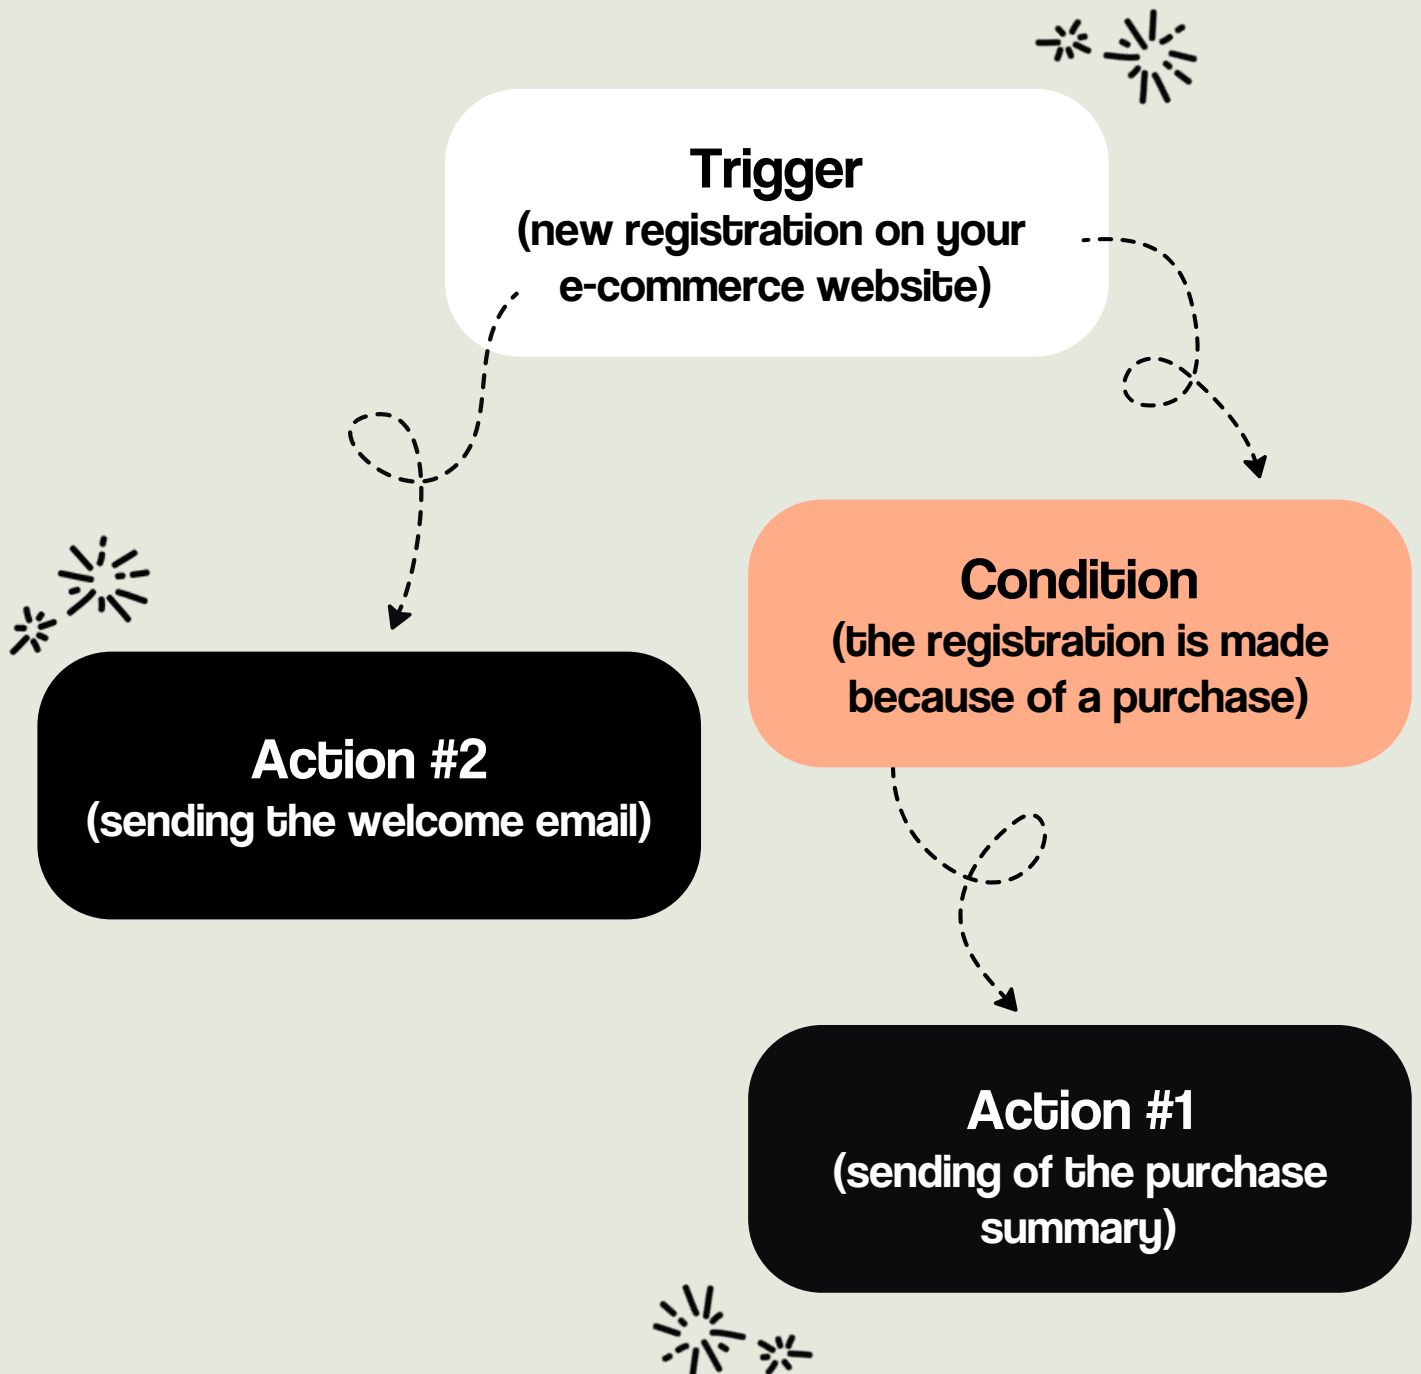 Trigger
(new registration on your
e-commerce website)
Condition
(the registration is made
because of a purchase)
Action #2
(sending the welcome email)
Action #1
(sending of the purchase
summary)